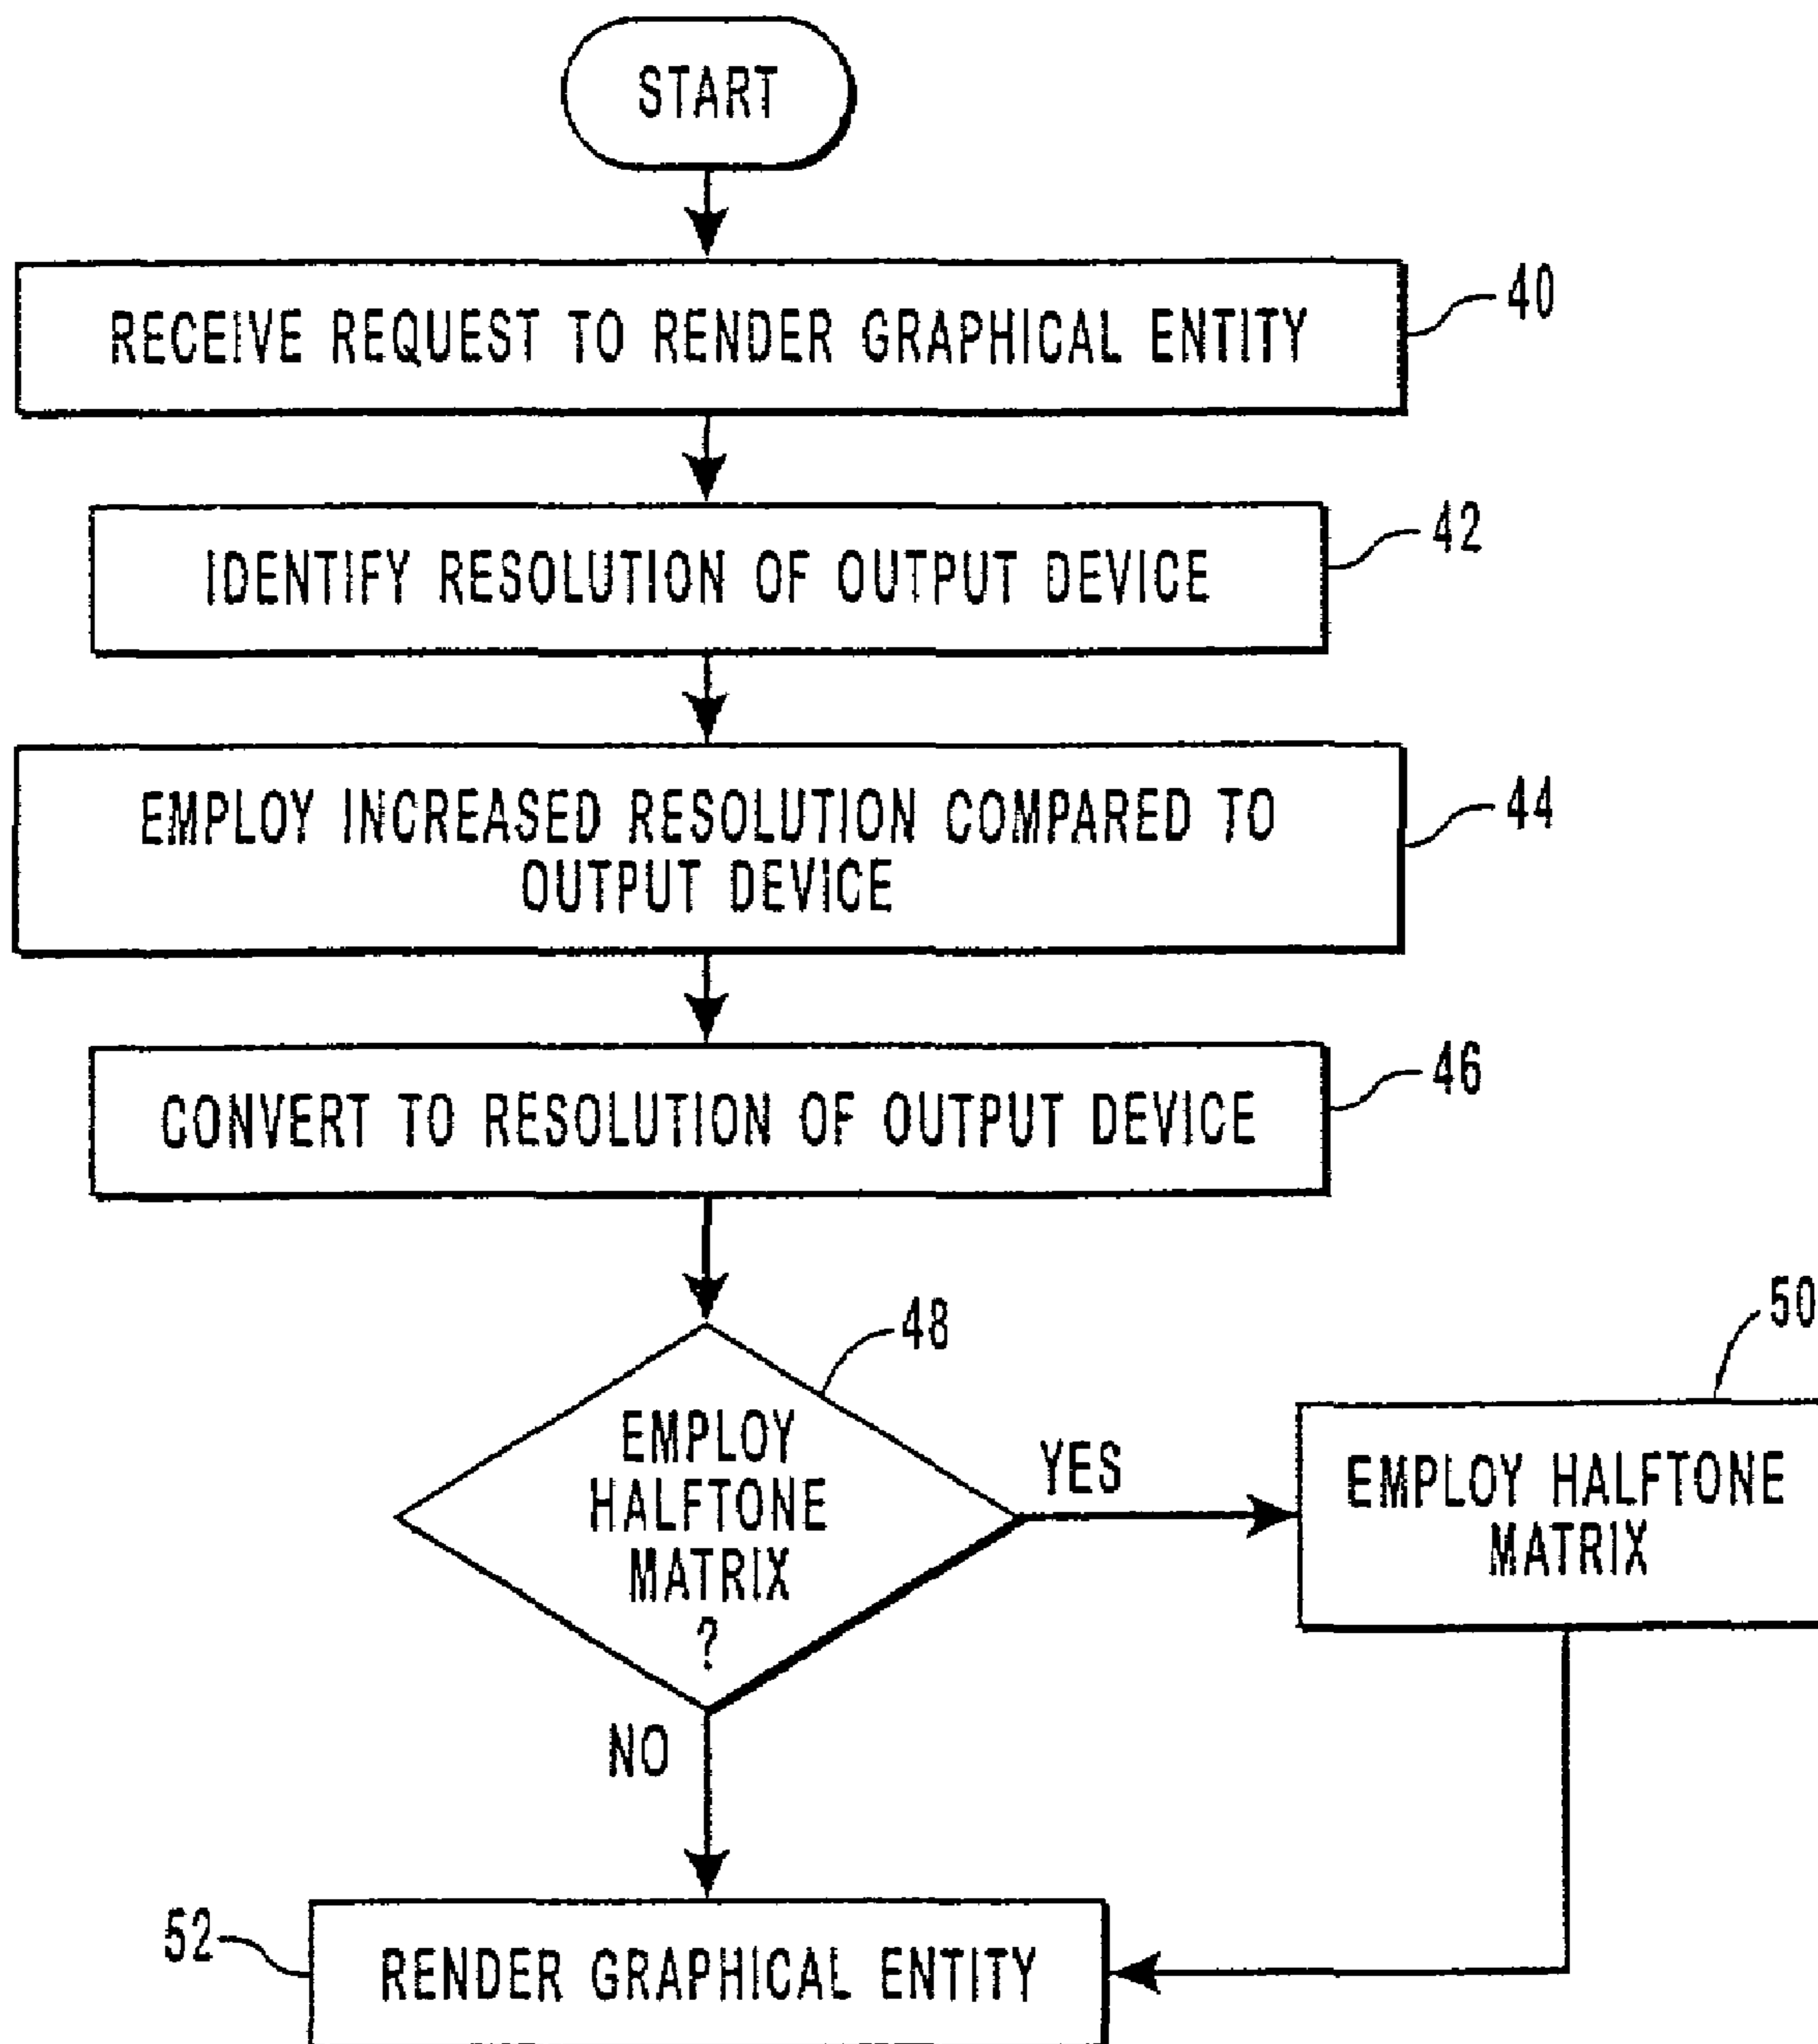 START
RECEIVE REQUEST TO RENDER GRAPHICAL ENTITY
40
IDENTIFY RESOLUTION OF OUTPUT DEVICE
42
EMPLOY INCREASED RESOLUTION COMPARED TO
OUTPUT DEVICE
44
CONVERT TO RESOLUTION OF OUTPUT DEVICE
46
48
EMPLOY
HALFTONE
MATRIX
?
YES
50
EMPLOY HALFTONE
MATRIX
NO
52
RENDER GRAPHICAL ENTITY